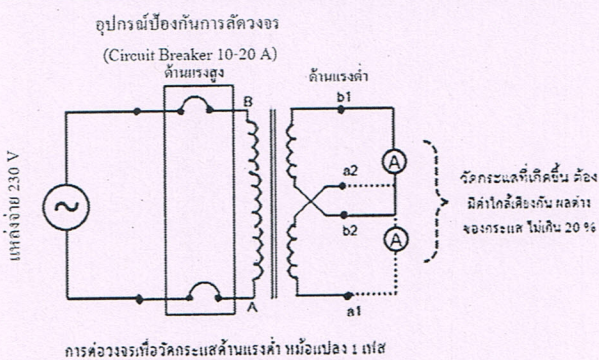 อุปกรณ์ป้องกันการลัดวงจร
(Circuit Breaker 10-20 A)
ด้านแรงสูง
ด้านแรงต่ำ
แหล่งจ่าย 230 V
B
A
b1
a2
b2
a1
A
A
วัดกระแสที่เกิดขึ้น ต้อง
มีค่าใกล้เคียงกัน ผลต่าง
ของกระแส ไม่เกิน 20 %
การต่อวงจรเพื่อวัดกระแสด้านแรงต่ำ หม้อแปลง 1 เฟส